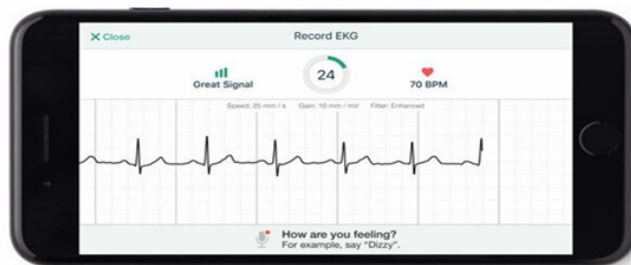 X Close
Record EKG
24
Great Signal
70 BPM
Speed: 25 mm / s Gain: 10 mm / mV Filter: Enhanced
How are you feeling?
For example, say “Dizzy”.